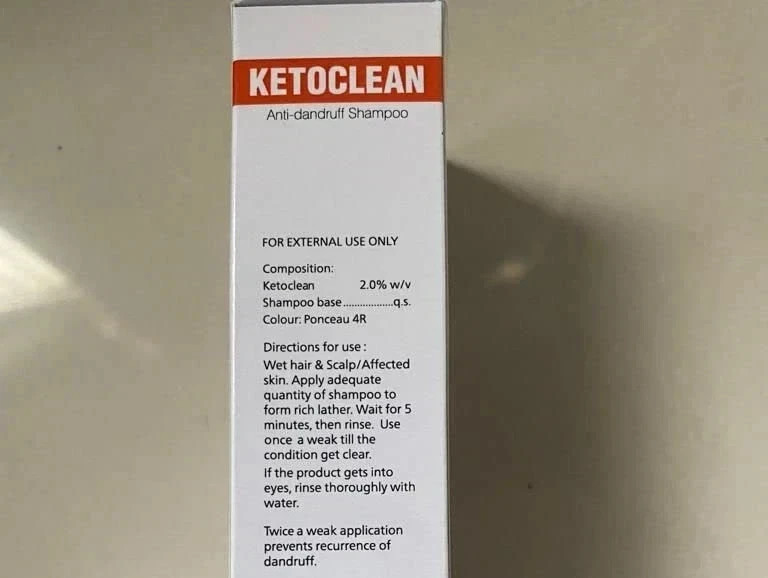 KETOCLEAN
Anti-dandruff Shampoo
FOR EXTERNAL USE ONLY
Composition:
Ketoclean 2.0% w/v
Shampoo base..................q.s.
Colour: Ponceau 4R
Directions for use :
Wet hair & Scalp/Affected
skin. Apply adequate
quantity of shampoo to
form rich lather. Wait for 5
minutes, then rinse. Use
once a weak till the
condition get clear.
If the product gets into
eyes, rinse thoroughly with
water.
Twice a weak application
prevents recurrence of
dandruff.